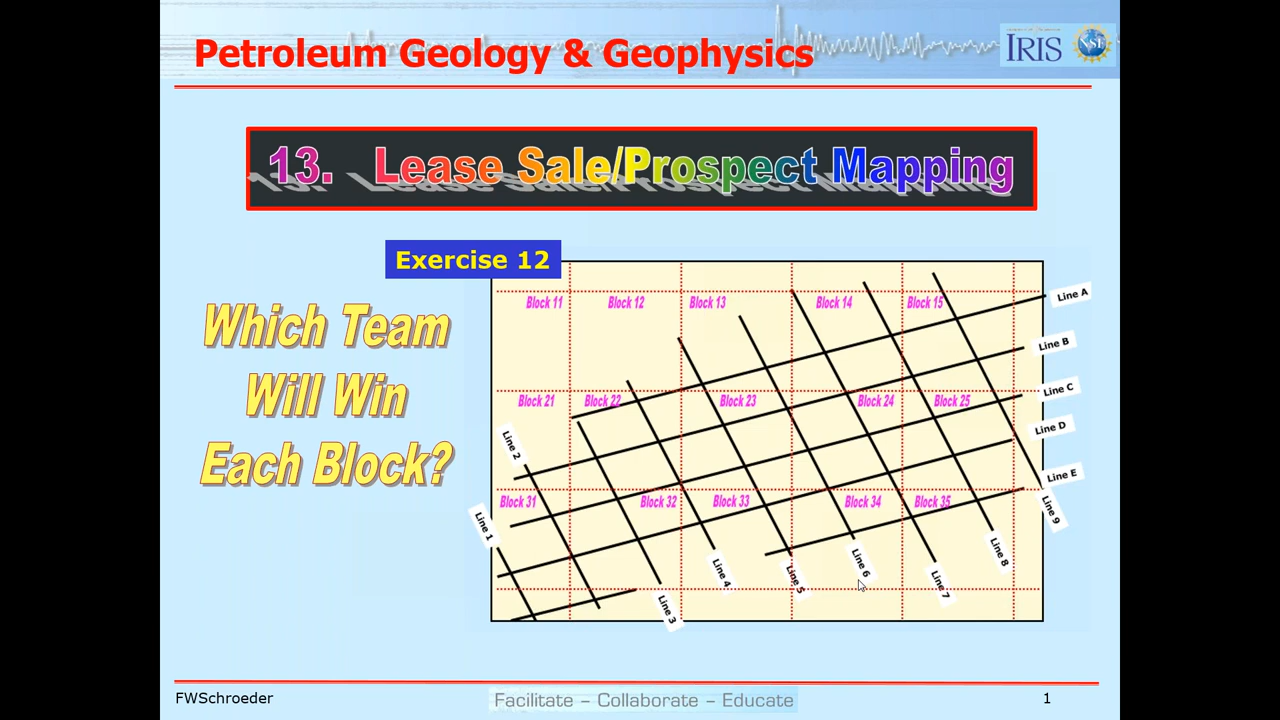 Petroleum Geology & Geophysics
IRIS
NSF
13. Lease Sale/Prospect Mapping
Exercise 12
Which Team
Will Win
Each Block?
Block 11
Block 12
Block 13
Block 14
Block 15
Line A
Line B
Line C
Line D
Line E
Block 21
Block 22
Block 23
Block 24
Block 25
Block 31
Block 32
Block 33
Block 34
Block 35
Line 1
Line 2
Line 3
Line 4
Line 5
Line 6
Line 7
Line 8
Line 9
FWSchroeder
Facilitate – Collaborate – Educate
1